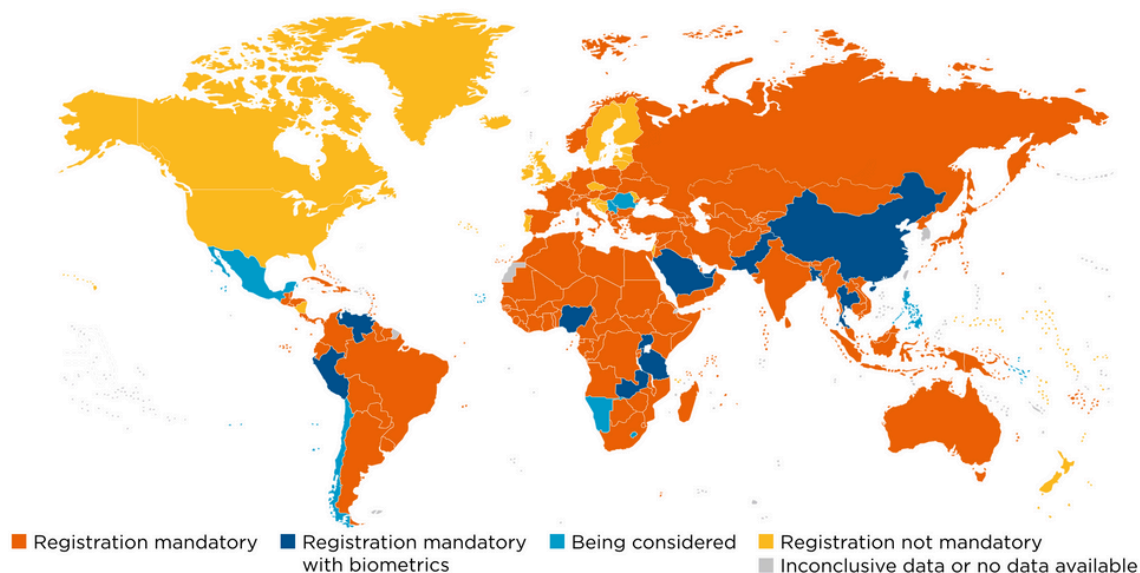 Registration mandatory
Registration mandatory
with biometrics
Being considered
Registration not mandatory
Inconclusive data or no data available